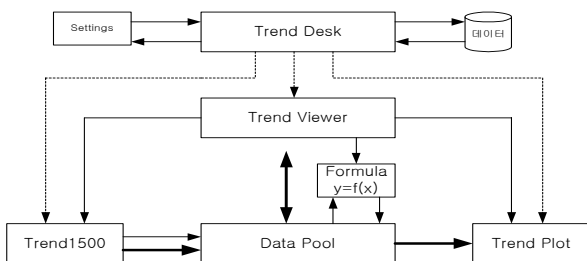 Settings
Trend Desk
데이터
Trend Viewer
Formula
y=f(x)
Trend1500
Data Pool
Trend Plot